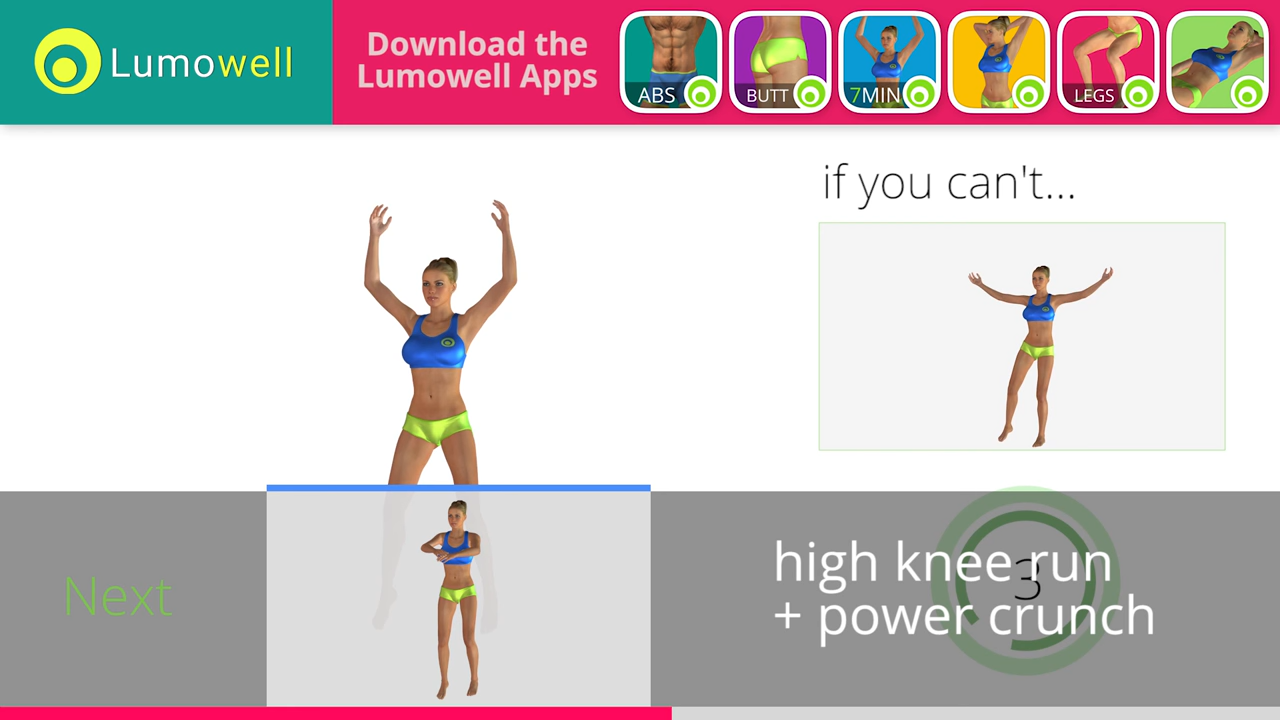 Lumowell
Download the
Lumowell Apps
ABS
BUTT
7MIN
LEGS
if you can't...
Next
high knee run
+ power crunch
3